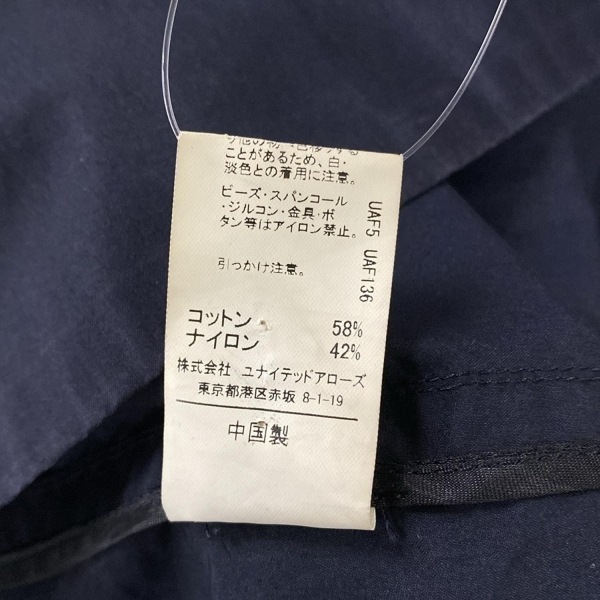 ことがあるため、白・
淡色との着用に注意。
ビーズ・スパンコール
・ジルコン・金具・ボ
タン等はアイロン禁止。
引っかけ注意。
コットン 58%
ナイロン 42%
株式会社 ユナイテッドアローズ
東京都港区赤坂 8-1-19
中国製
UAF5 UAF136